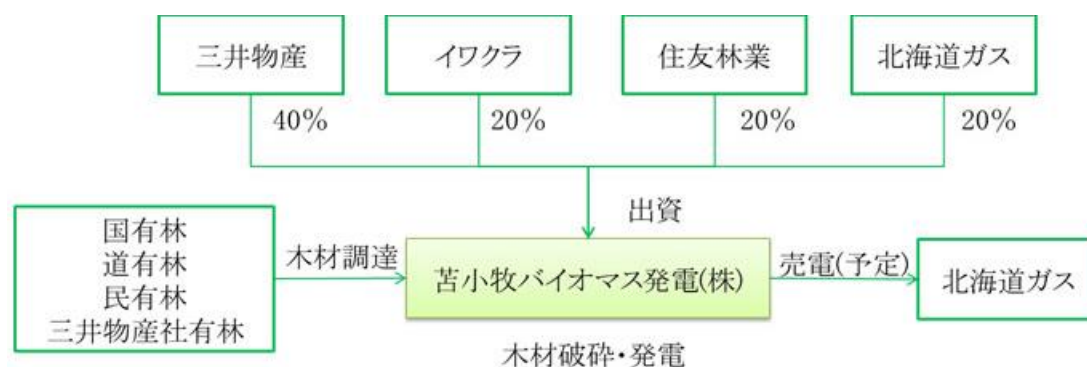 三井物産
イワクラ
住友林業
北海道ガス
40%
20%
20%
20%
出資
国有林
道有林
民有林
三井物産社有林
木材調達
苫小牧バイオマス発電(株)
売電(予定)
北海道ガス
木材破砕・発電